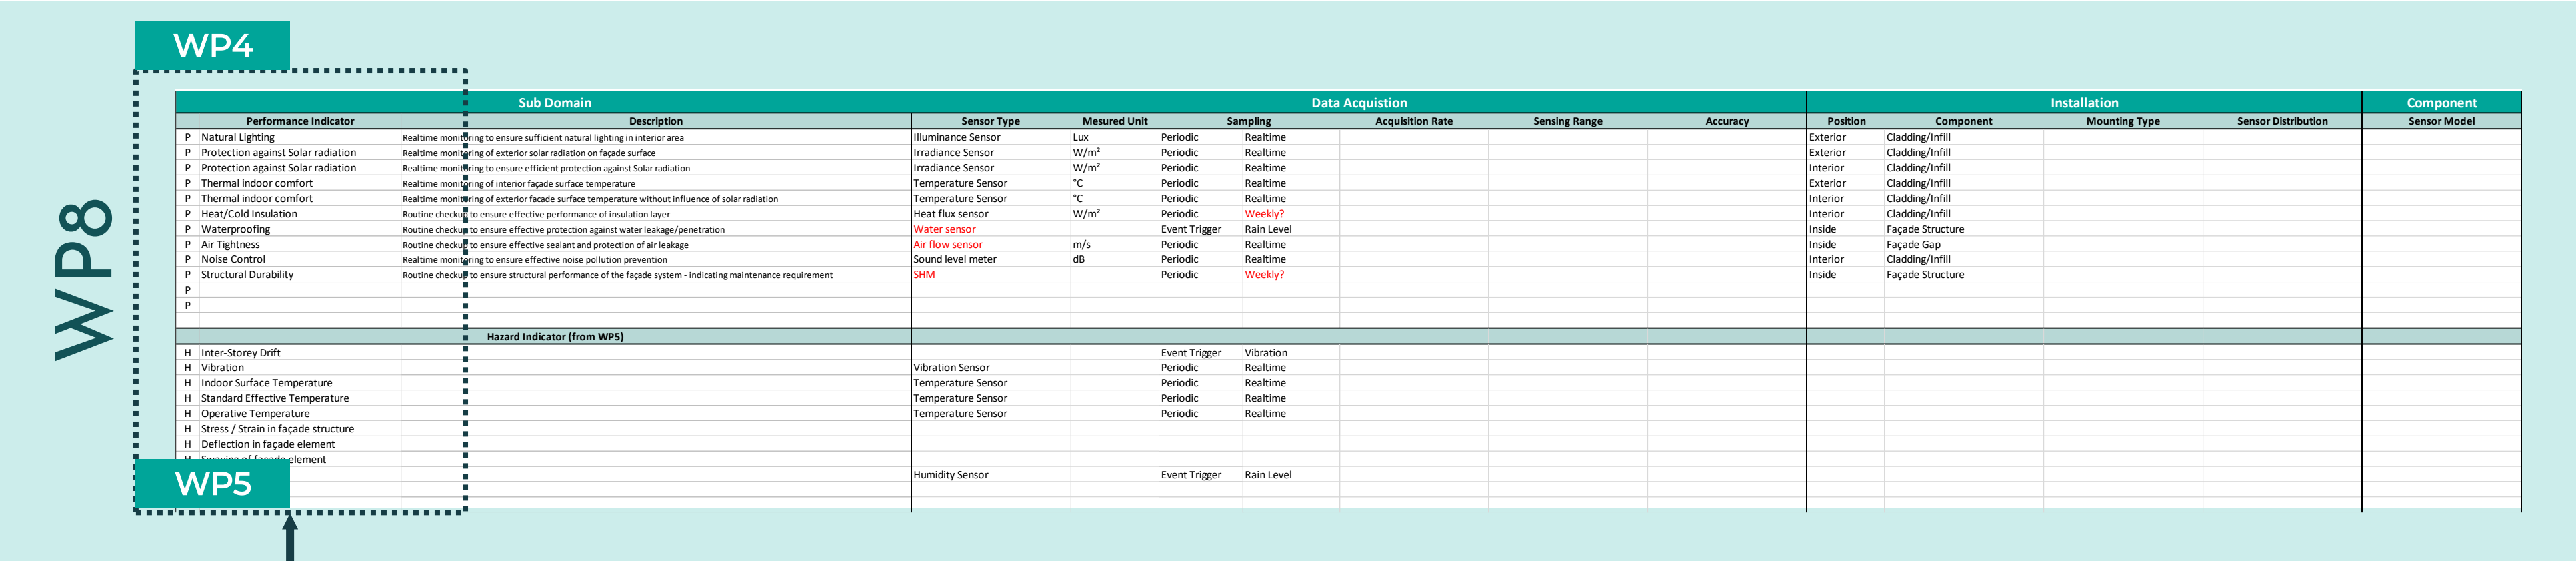 WP4
WP8
Sub Domain Data Acquistion Installation Component
Performance Indicator Description Sensor Type Mesured Unit Sampling Acquisition Rate Sensing Range Accuracy Position Component Mounting Type Sensor Distribution Sensor Model
P Natural Lighting Realtime monitoring to ensure sufficient natural lighting in interior area Illuminance Sensor Lux Periodic Realtime Exterior Cladding/Infill
P Protection against Solar radiation Realtime monitoring of exterior solar radiation on façade surface Irradiance Sensor W/m² Periodic Realtime Exterior Cladding/Infill
P Protection against Solar radiation Realtime monitoring to ensure efficient protection against Solar radiation Irradiance Sensor W/m² Periodic Realtime Interior Cladding/Infill
P Thermal indoor comfort Realtime monitoring of interior façade surface temperature Temperature Sensor °C Periodic Realtime Exterior Cladding/Infill
P Thermal indoor comfort Realtime monitoring of exterior facade surface temperature without influence of solar radiation Temperature Sensor °C Periodic Realtime Interior Cladding/Infill
P Heat/Cold Insulation Routine checkup to ensure effective performance of insulation layer Heat flux sensor W/m² Periodic Weekly? Interior Cladding/Infill
P Waterproofing Routine checkup to ensure effective protection against water leakage/penetration Water sensor Event Trigger Rain Level Inside Façade Structure
P Air Tightness Routine checkup to ensure effective sealant and protection of air leakage Air flow sensor m/s Periodic Realtime Inside Façade Gap
P Noise Control Realtime monitoring to ensure effective noise pollution prevention Sound level meter dB Periodic Realtime Interior Cladding/Infill
P Structural Durability Routine checkup to ensure structural performance of the façade system - indicating maintenance requirement SHM Periodic Weekly? Inside Façade Structure
P
P
Hazard Indicator (from WP5)
H Inter-Storey Drift Event Trigger Vibration
H Vibration Vibration Sensor Periodic Realtime
H Indoor Surface Temperature Temperature Sensor Periodic Realtime
H Standard Effective Temperature Temperature Sensor Periodic Realtime
H Operative Temperature Temperature Sensor Periodic Realtime
H Stress / Strain in façade structure
H Deflection in façade element
H Swaying of façade element
Humidity Sensor Event Trigger Rain Level
WP5